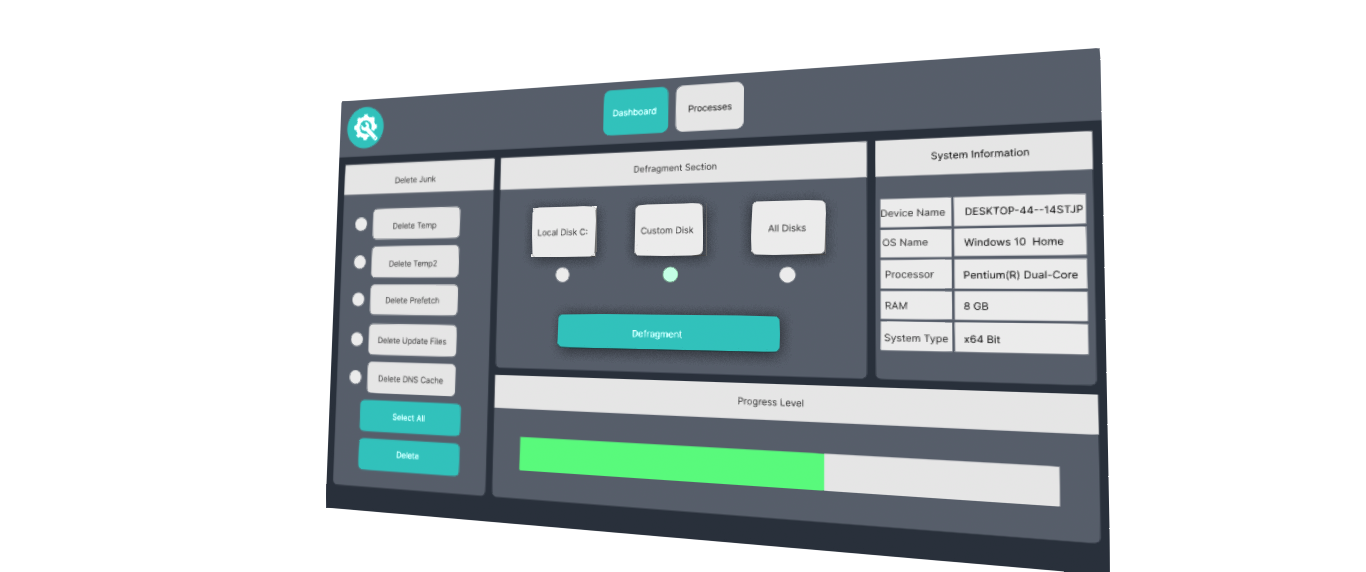 Dashboard
Processes
Delete Junk
Delete Temp
Delete Temp2
Delete Prefetch
Delete Update Files
Delete DNS Cache
Select All
Delete
Defragment Section
Local Disk C:
Custom Disk
All Disks
Defragment
System Information
Device Name DESKTOP-44--14STJP
OS Name Windows 10 Home
Processor Pentium(R) Dual-Core
RAM 8 GB
System Type x64 Bit
Progress Level